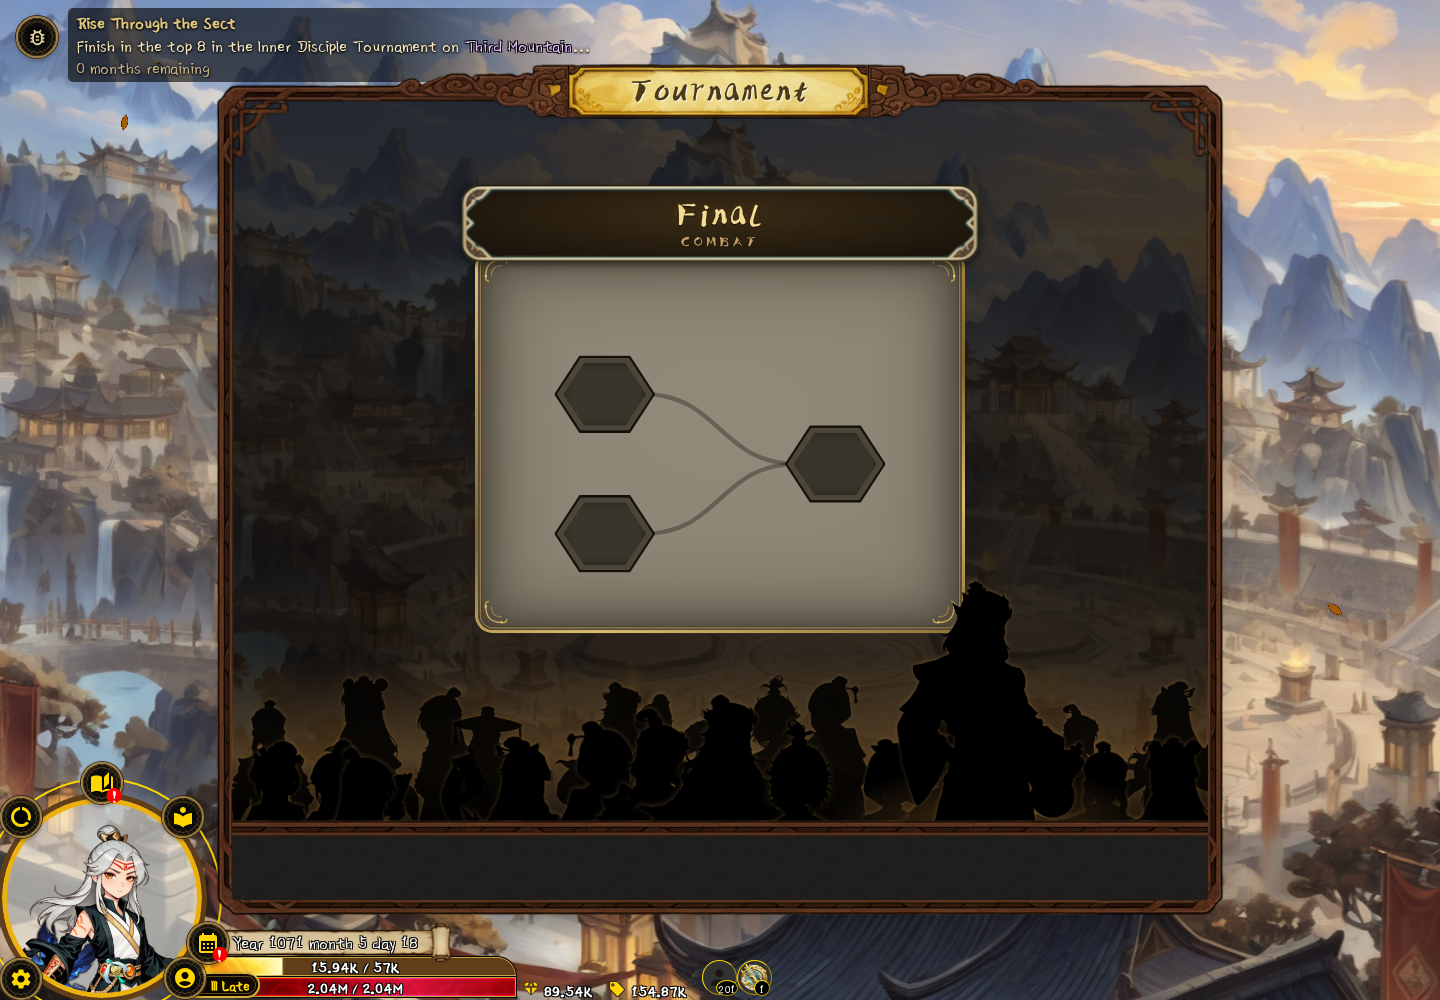 Rise Through the Sect
Finish in the top 8 in the Inner Disciple Tournament on Third Mountain...
0 months remaining
Tournament
Final
COMBAT
Year 1071 month 5 day 18
15.94k / 57k
III Late
2.04M / 2.04M
89.54k
154.87k
201
1